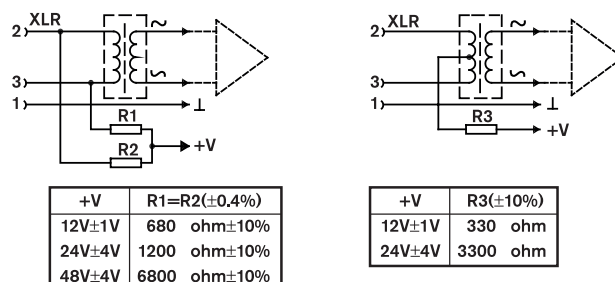 2 XLR
3
1
⊥
R1
R2
+V
+V R1=R2(±0.4%)
12V±1V 680 ohm±10%
24V±4V 1200 ohm±10%
48V±4V 6800 ohm±10%
2 XLR
3
1
⊥
R3
+V
+V R3(±10%)
12V±1V 330 ohm
24V±4V 3300 ohm